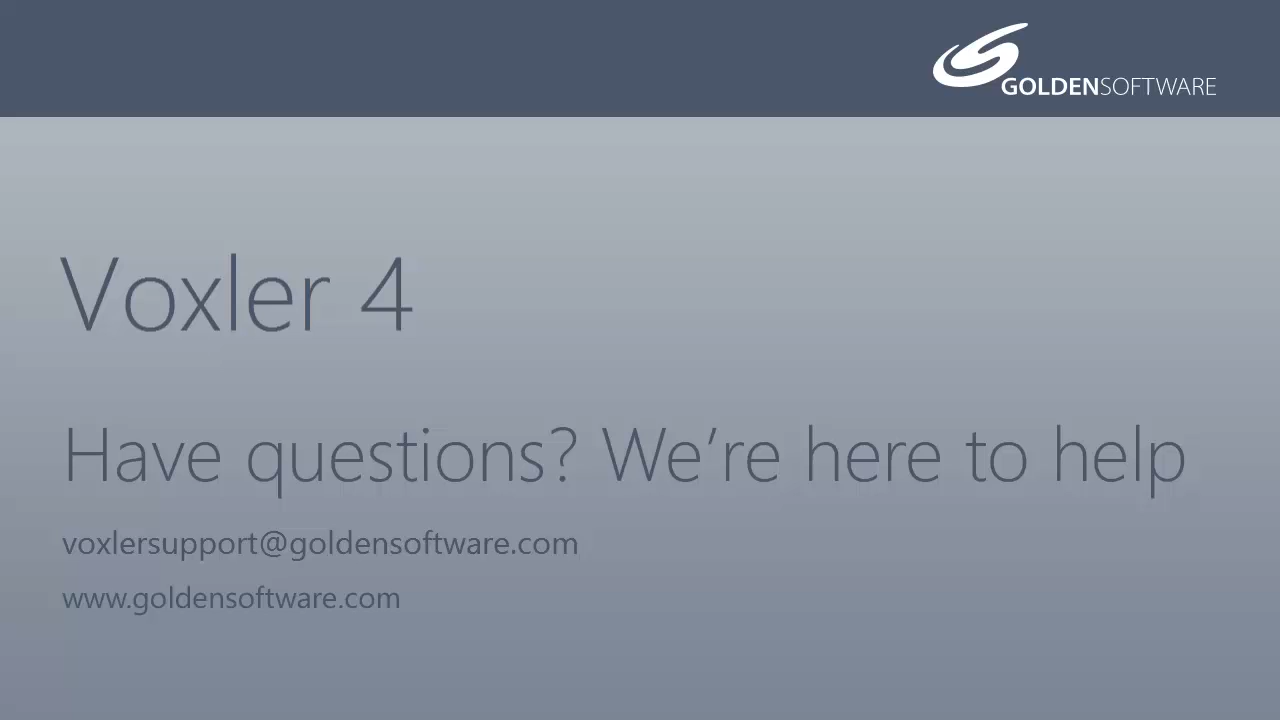 GOLDENSOFTWARE
Voxler 4
Have questions? We’re here to help
voxlersupport@goldensoftware.com
www.goldensoftware.com